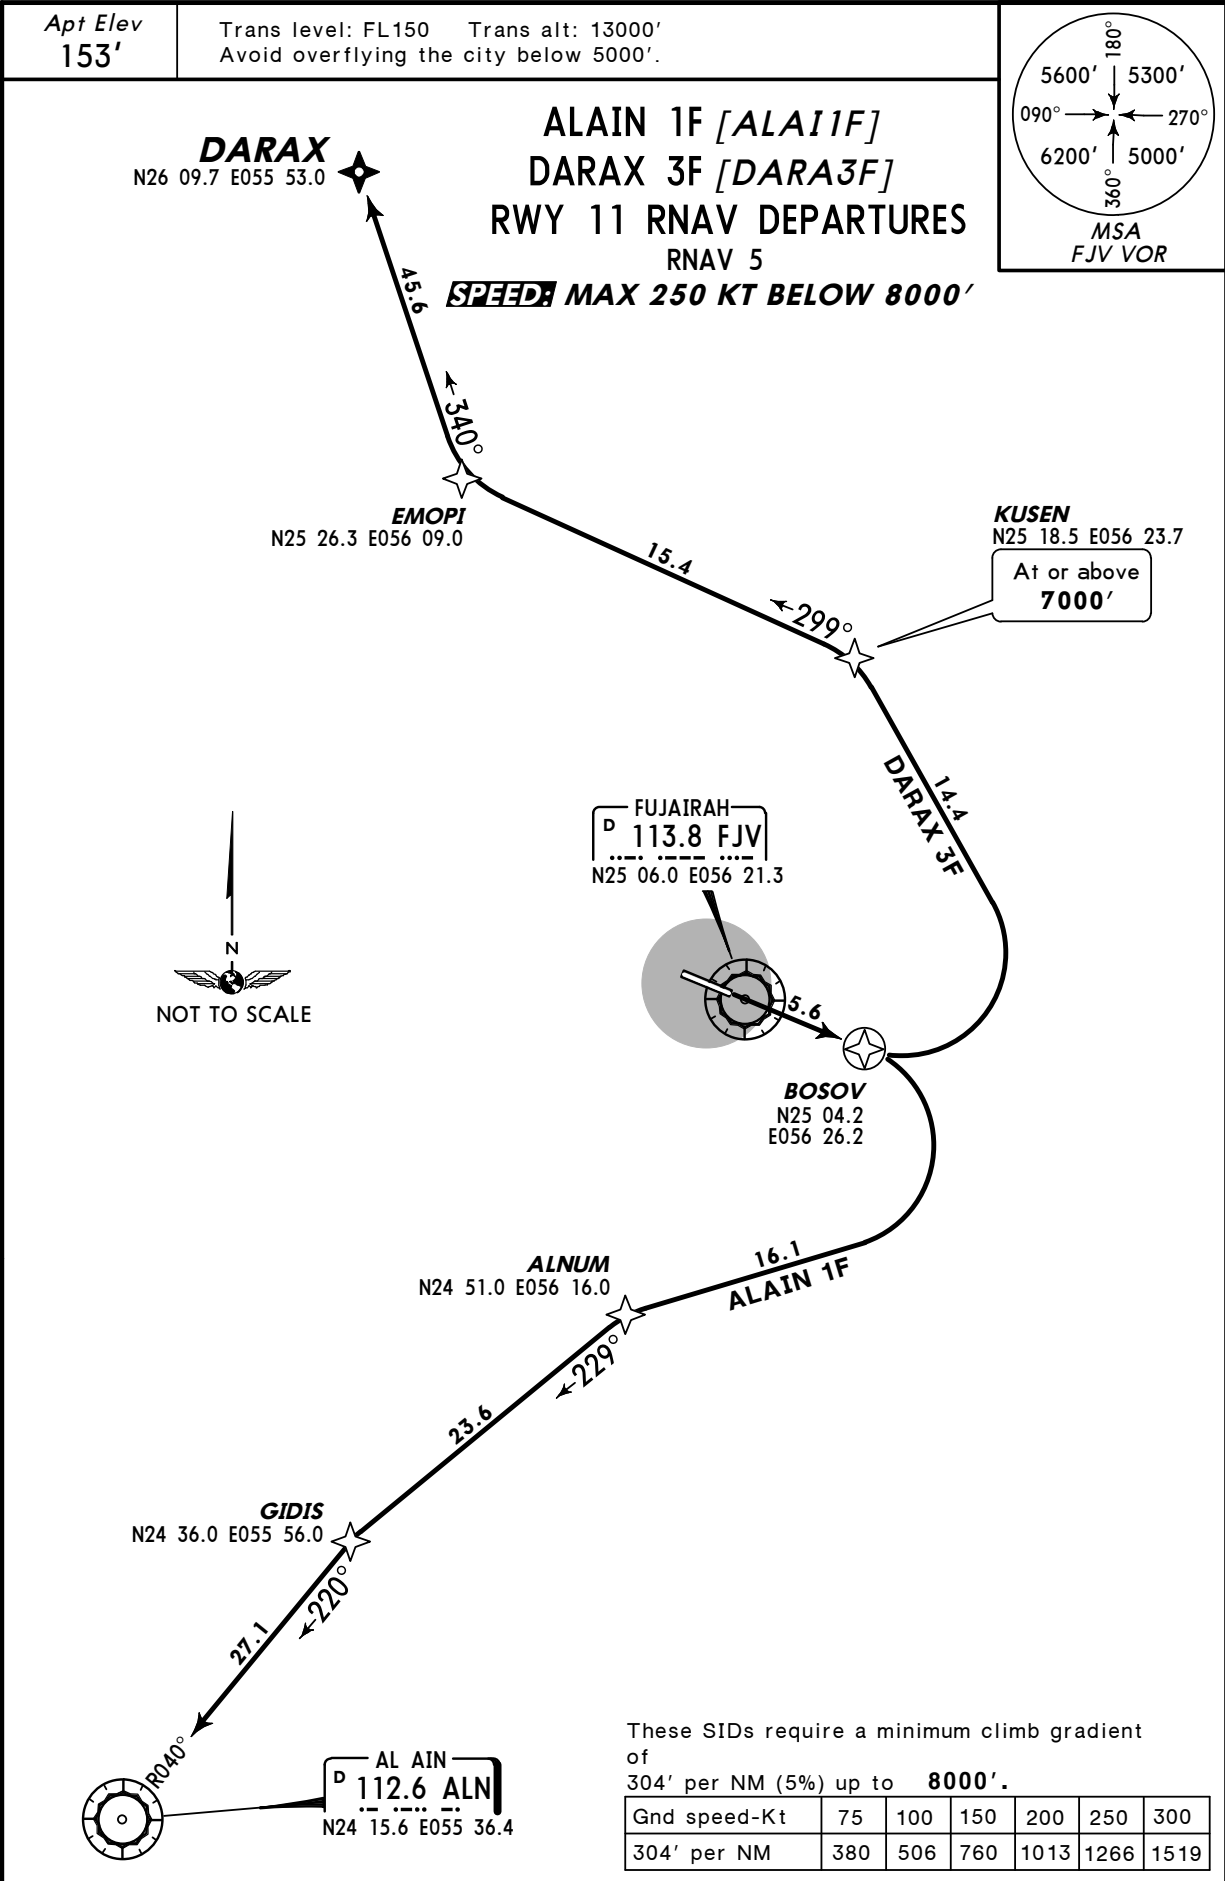 Apt Elev
153'
Trans level: FL150 Trans alt: 13000'
Avoid overflying the city below 5000'.
180°
5600' 5300'
090° 270°
6200' 5000'
360°
MSA
FJV VOR
ALAIN 1F [ALAI1F]
DARAX 3F [DARA3F]
RWY 11 RNAV DEPARTURES
RNAV 5
SPEED: MAX 250 KT BELOW 8000'
DARAX
N26 09.7 E055 53.0
45.6
340°
EMOPI
N25 26.3 E056 09.0
15.4
299°
KUSEN
N25 18.5 E056 23.7
At or above
7000'
14.4
DARAX 3F
FUJAIRAH
D 113.8 FJV
N25 06.0 E056 21.3
N
NOT TO SCALE
5.6
BOSOV
N25 04.2
E056 26.2
16.1
ALAIN 1F
ALNUM
N24 51.0 E056 16.0
229°
23.6
GIDIS
N24 36.0 E055 56.0
220°
27.1
R040°
AL AIN
D 112.6 ALN
N24 15.6 E055 36.4
These SIDs require a minimum climb gradient
of
304' per NM (5%) up to 8000'.
Gnd speed-Kt 75 100 150 200 250 300
304' per NM 380 506 760 1013 1266 1519